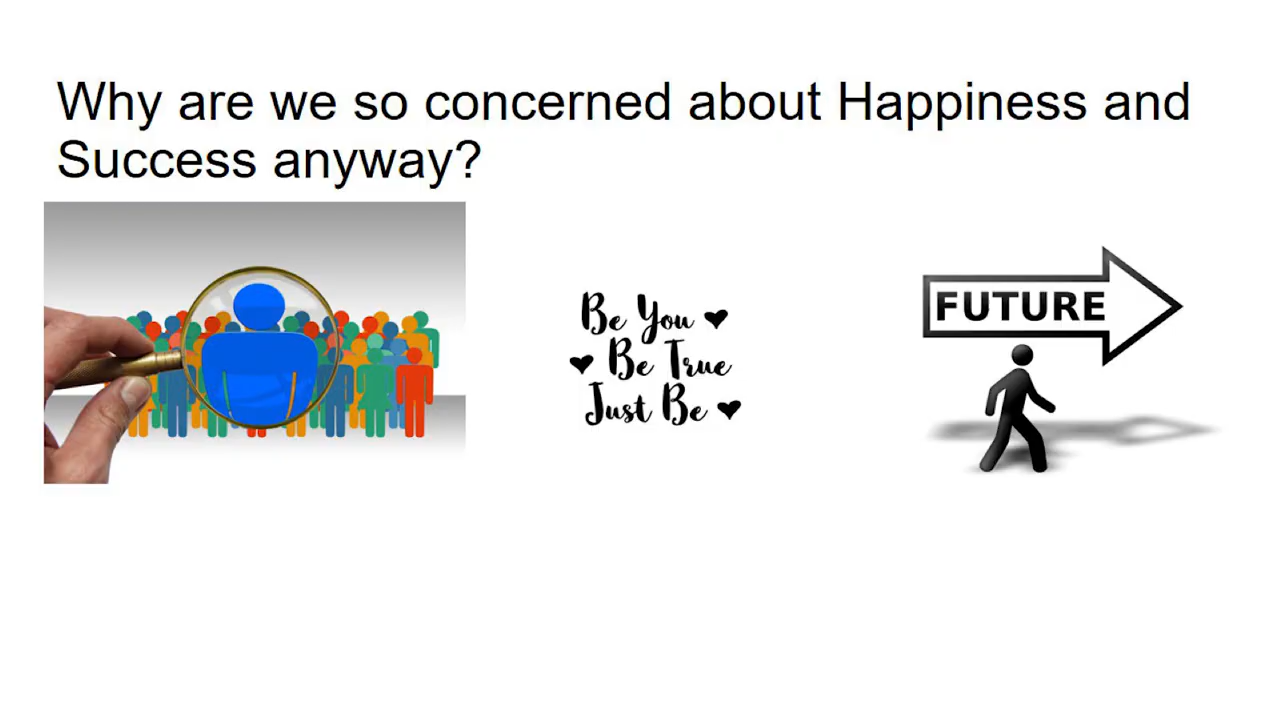 Why are we so concerned about Happiness and
Success anyway?
Be You
Be True
Just Be
FUTURE